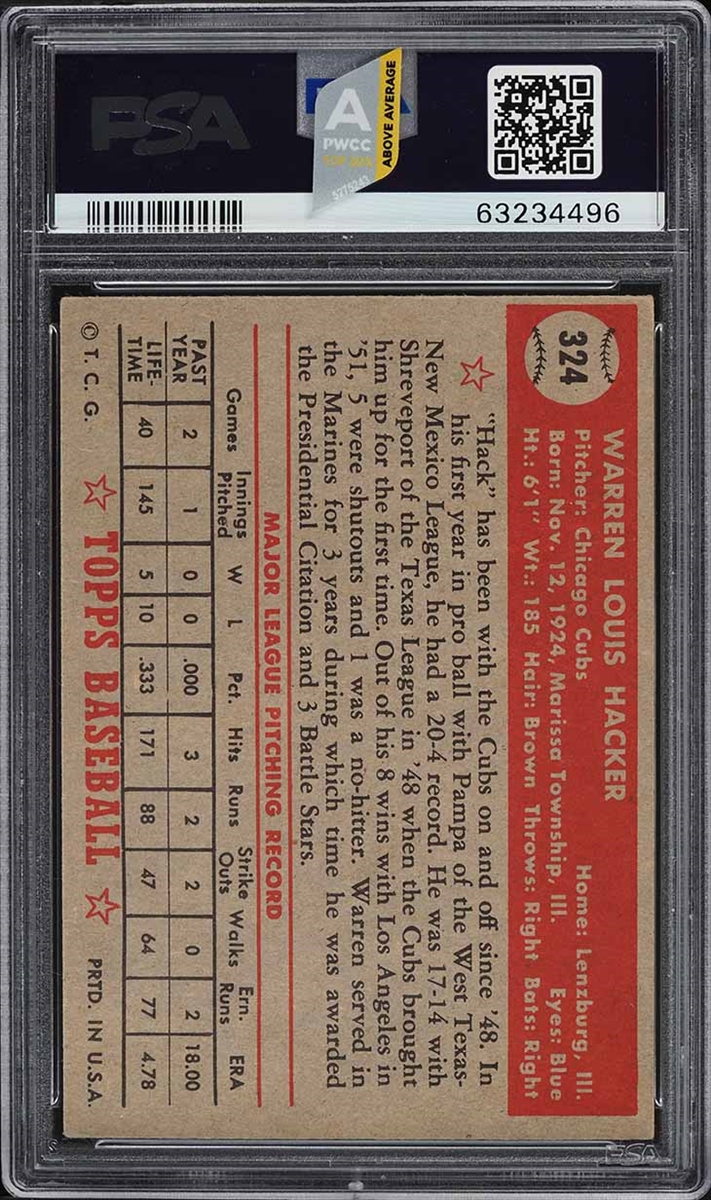 PSA
A
PWCC
ABOVE AVERAGE
5275243
63234496
324
WARREN LOUIS HACKER
Pitcher: Chicago Cubs Home: Lenzburg, Ill.
Born: Nov. 12, 1924, Marissa Township, Ill. Eyes: Blue
Ht.: 6'1" Wt.: 185 Hair: Brown Throws: Right Bats: Right
"Hack" has been with the Cubs on and off since '48. In
his first year in pro ball with Pampa of the West Texas-
New Mexico League, he had a 20-4 record. He was 17-14 with
Shreveport of the Texas League in '48 when the Cubs brought
him up for the first time. Out of his 8 wins with Los Angeles in
'51, 5 were shutouts and 1 was a no-hitter. Warren served in
the Marines for 3 years during which time he was awarded
the Presidential Citation and 3 Battle Stars.
MAJOR LEAGUE PITCHING RECORD
Games Innings Pitched W L Pct. Hits Runs Strike Outs Walks Ern. Runs ERA
PAST YEAR 2 1 0 0 .000 3 2 2 0 2 18.00
LIFE-TIME 40 145 5 10 .333 171 88 47 64 77 4.78
© T. C. G. TOPPS BASEBALL PRTD. IN U.S.A.
PSA